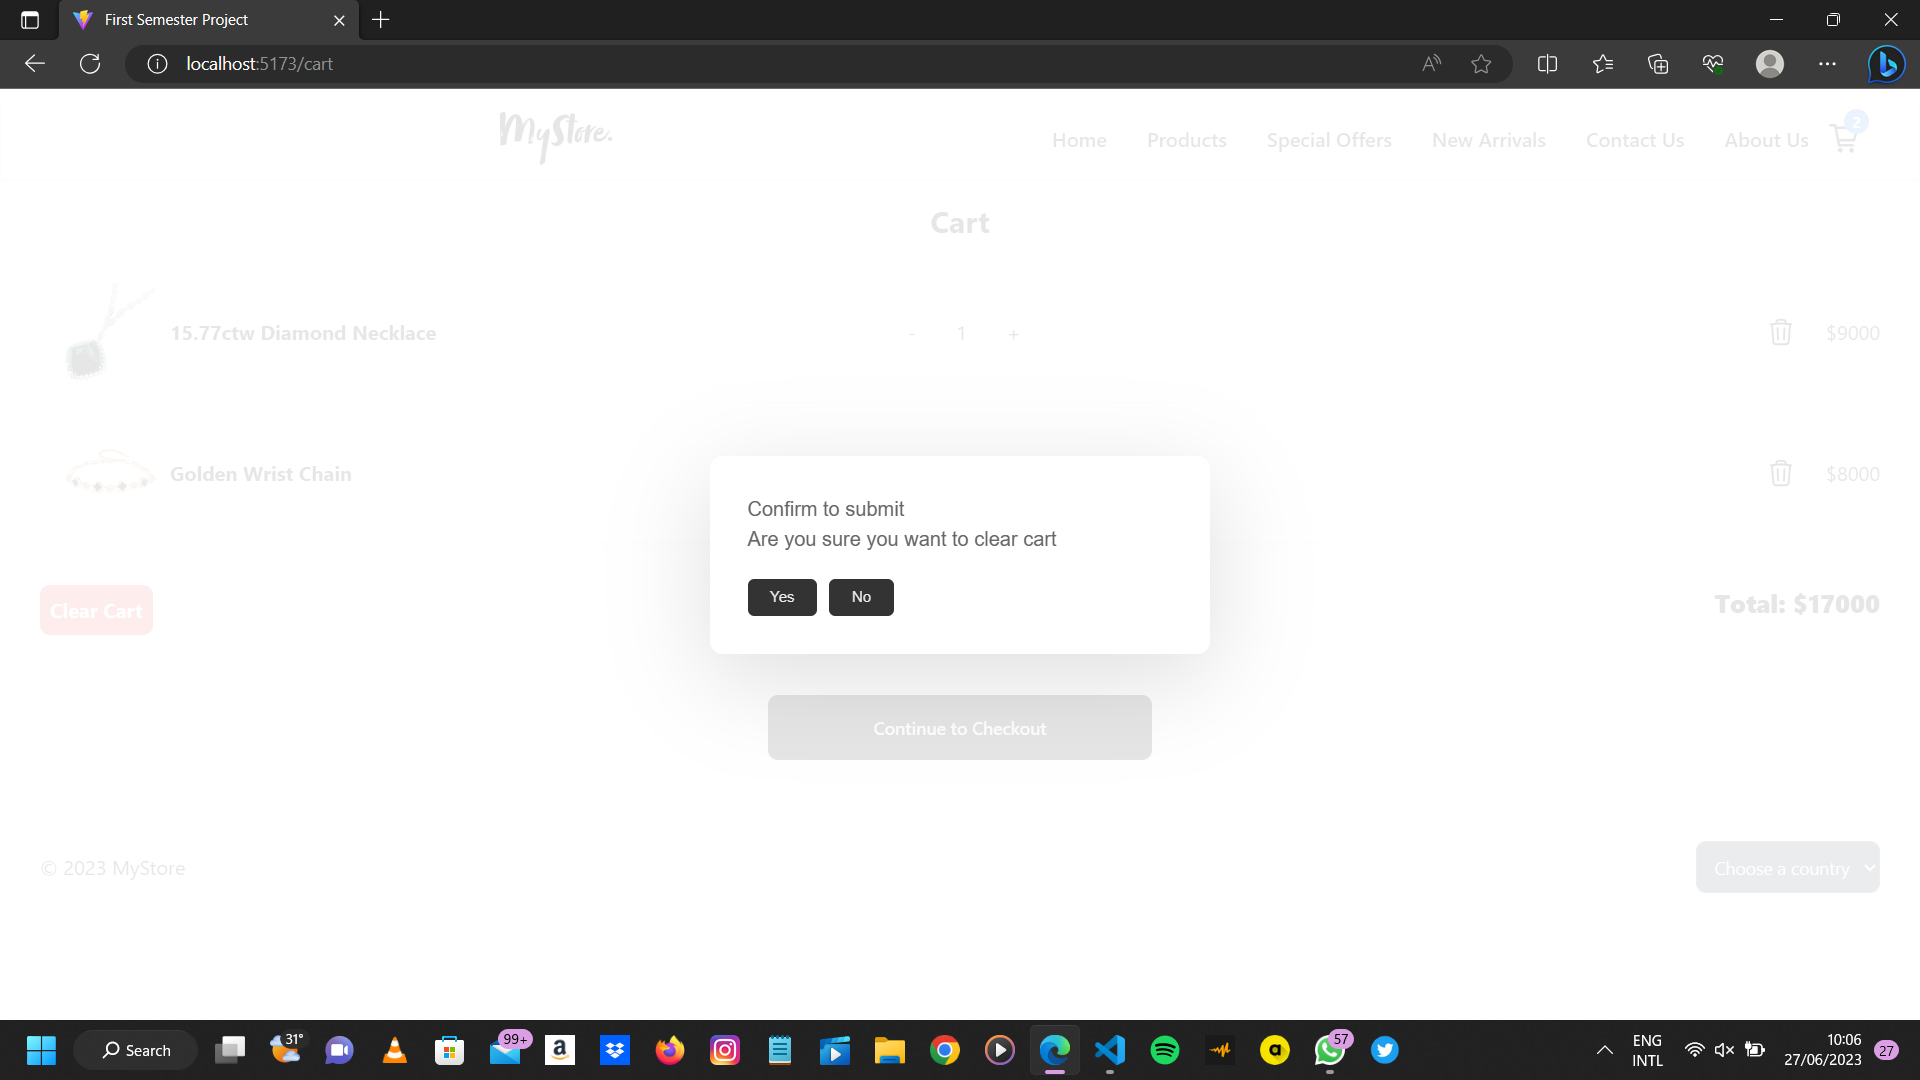 First Semester Project
localhost:5173/cart
MyStore.
Home Products Special Offers New Arrivals Contact Us About Us 2
Cart
15.77ctw Diamond Necklace - 1 + $9000
Golden Wrist Chain $8000
Confirm to submit
Are you sure you want to clear cart
Yes No
Clear Cart Total: $17000
Continue to Checkout
© 2023 MyStore Choose a country
Search 31° 99+ a 57 ENG 10:06
INTL 27/06/2023 27